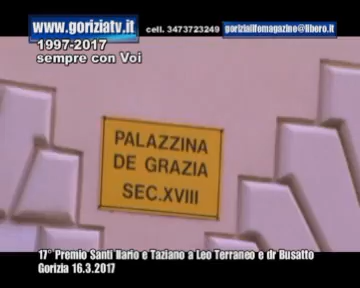 www.goriziatv.it cell. 3473723249 gorizialifomagazine@libero.it
1997-2017
sempre con Voi
PALAZZINA
DE GRAZIA
SEC.XVIII
17° Premio Santi Ilario e Taziano a Leo Terraneo e dr Busatto
Gorizia 16.3.2017